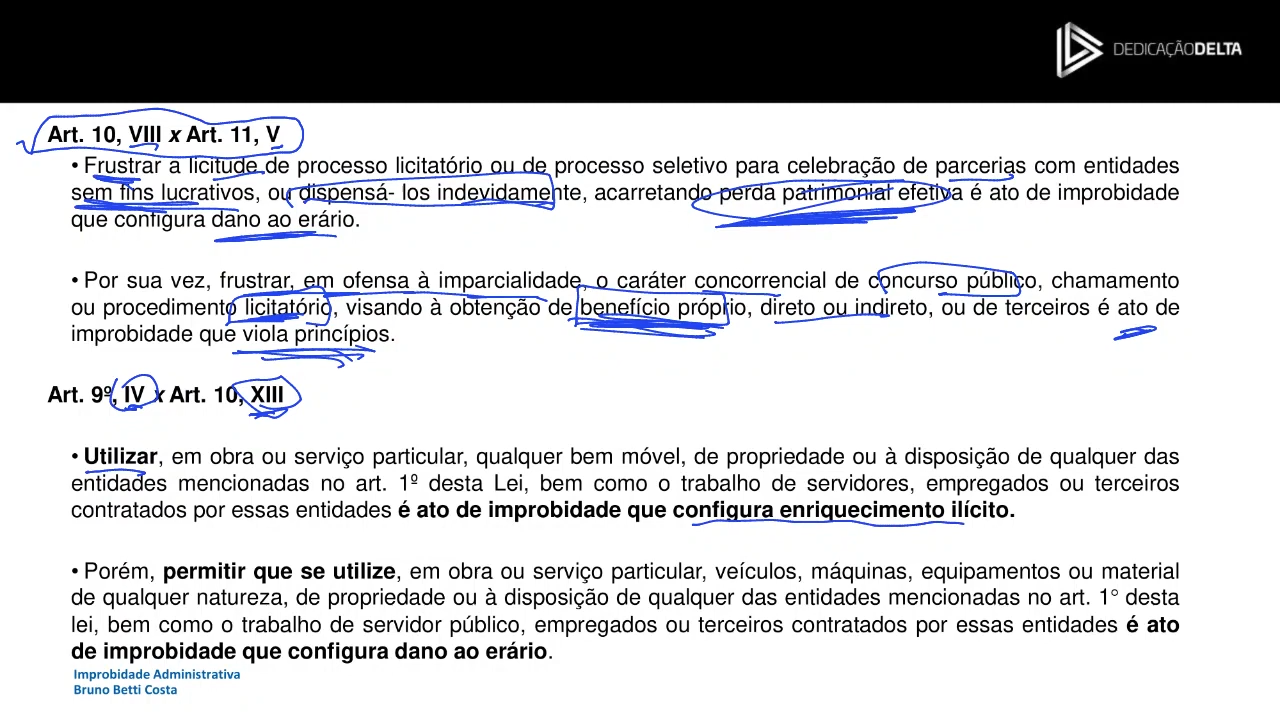 DEDICAÇÃODELTA
Art. 10, VIII x Art. 11, V
• Frustrar a licitude de processo licitatório ou de processo seletivo para celebração de parcerias com entidades
sem fins lucrativos, ou dispensá- los indevidamente, acarretando perda patrimonial efetiva é ato de improbidade
que configura dano ao erário.
• Por sua vez, frustrar, em ofensa à imparcialidade, o caráter concorrencial de concurso público, chamamento
ou procedimento licitatório, visando à obtenção de benefício próprio, direto ou indireto, ou de terceiros é ato de
improbidade que viola princípios.
Art. 9º, IV x Art. 10, XIII
• Utilizar, em obra ou serviço particular, qualquer bem móvel, de propriedade ou à disposição de qualquer das
entidades mencionadas no art. 1º desta Lei, bem como o trabalho de servidores, empregados ou terceiros
contratados por essas entidades é ato de improbidade que configura enriquecimento ilícito.
• Porém, permitir que se utilize, em obra ou serviço particular, veículos, máquinas, equipamentos ou material
de qualquer natureza, de propriedade ou à disposição de qualquer das entidades mencionadas no art. 1° desta
lei, bem como o trabalho de servidor público, empregados ou terceiros contratados por essas entidades é ato
de improbidade que configura dano ao erário.
Improbidade Administrativa
Bruno Betti Costa